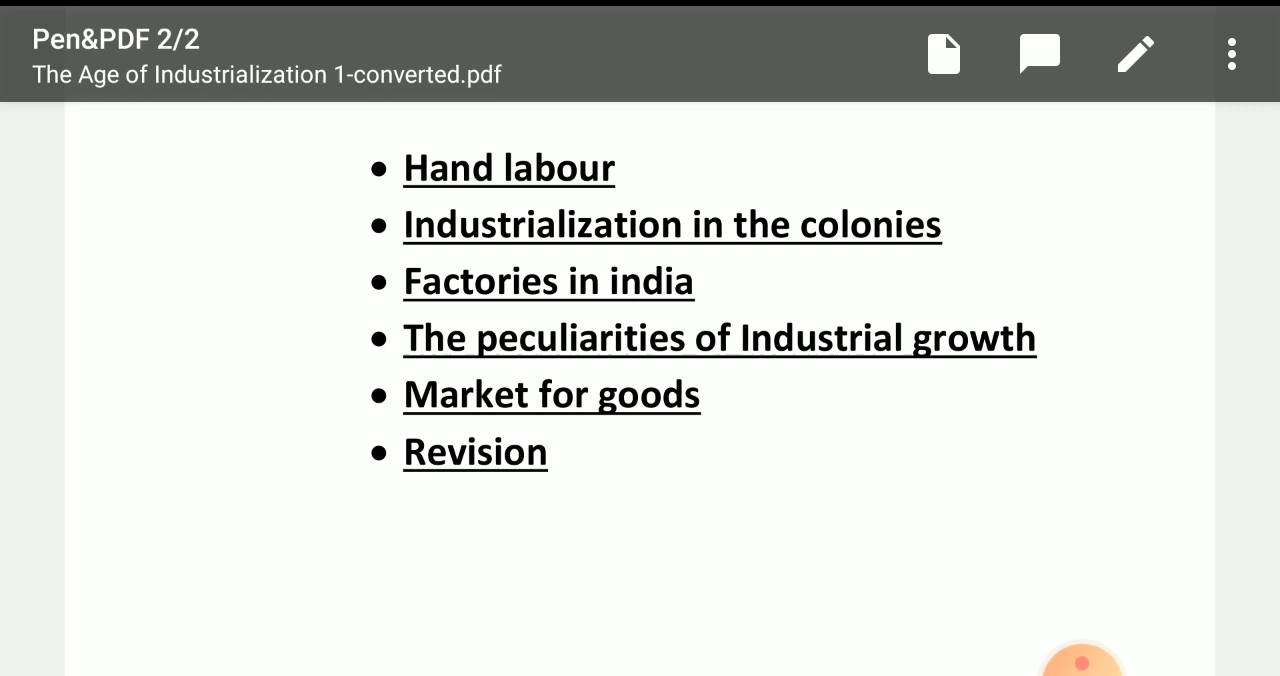 Pen&PDF 2/2
The Age of Industrialization 1-converted.pdf
• Hand labour
• Industrialization in the colonies
• Factories in india
• The peculiarities of Industrial growth
• Market for goods
• Revision